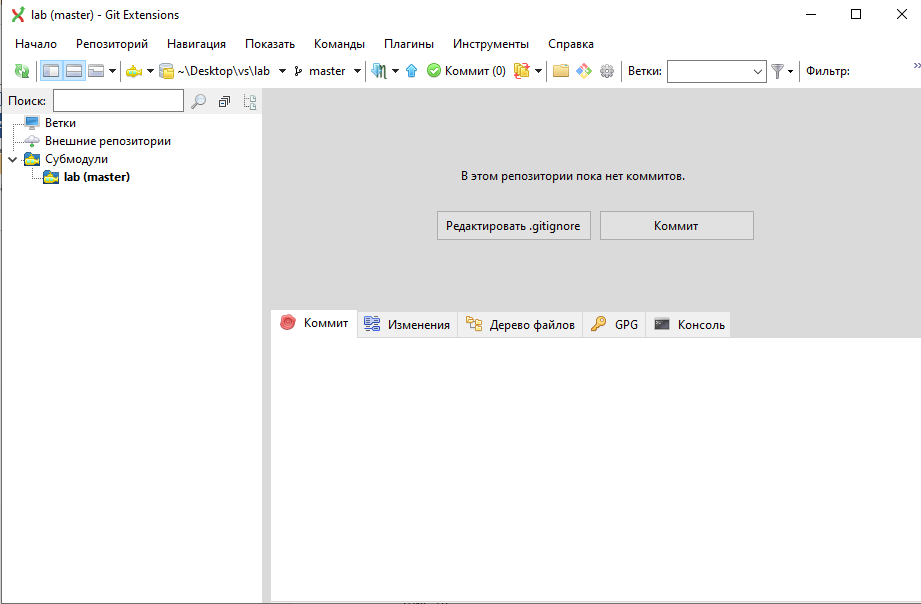 lab (master) - Git Extensions
Начало Репозиторий Навигация Показать Команды Плагины Инструменты Справка
~\Desktop\vs\lab master Коммит (0) Ветки: Фильтр: »
Поиск:
Ветки
Внешние репозитории
Субмодули
lab (master)
В этом репозитории пока нет коммитов.
Редактировать .gitignore Коммит
Коммит Изменения Дерево файлов GPG Консоль